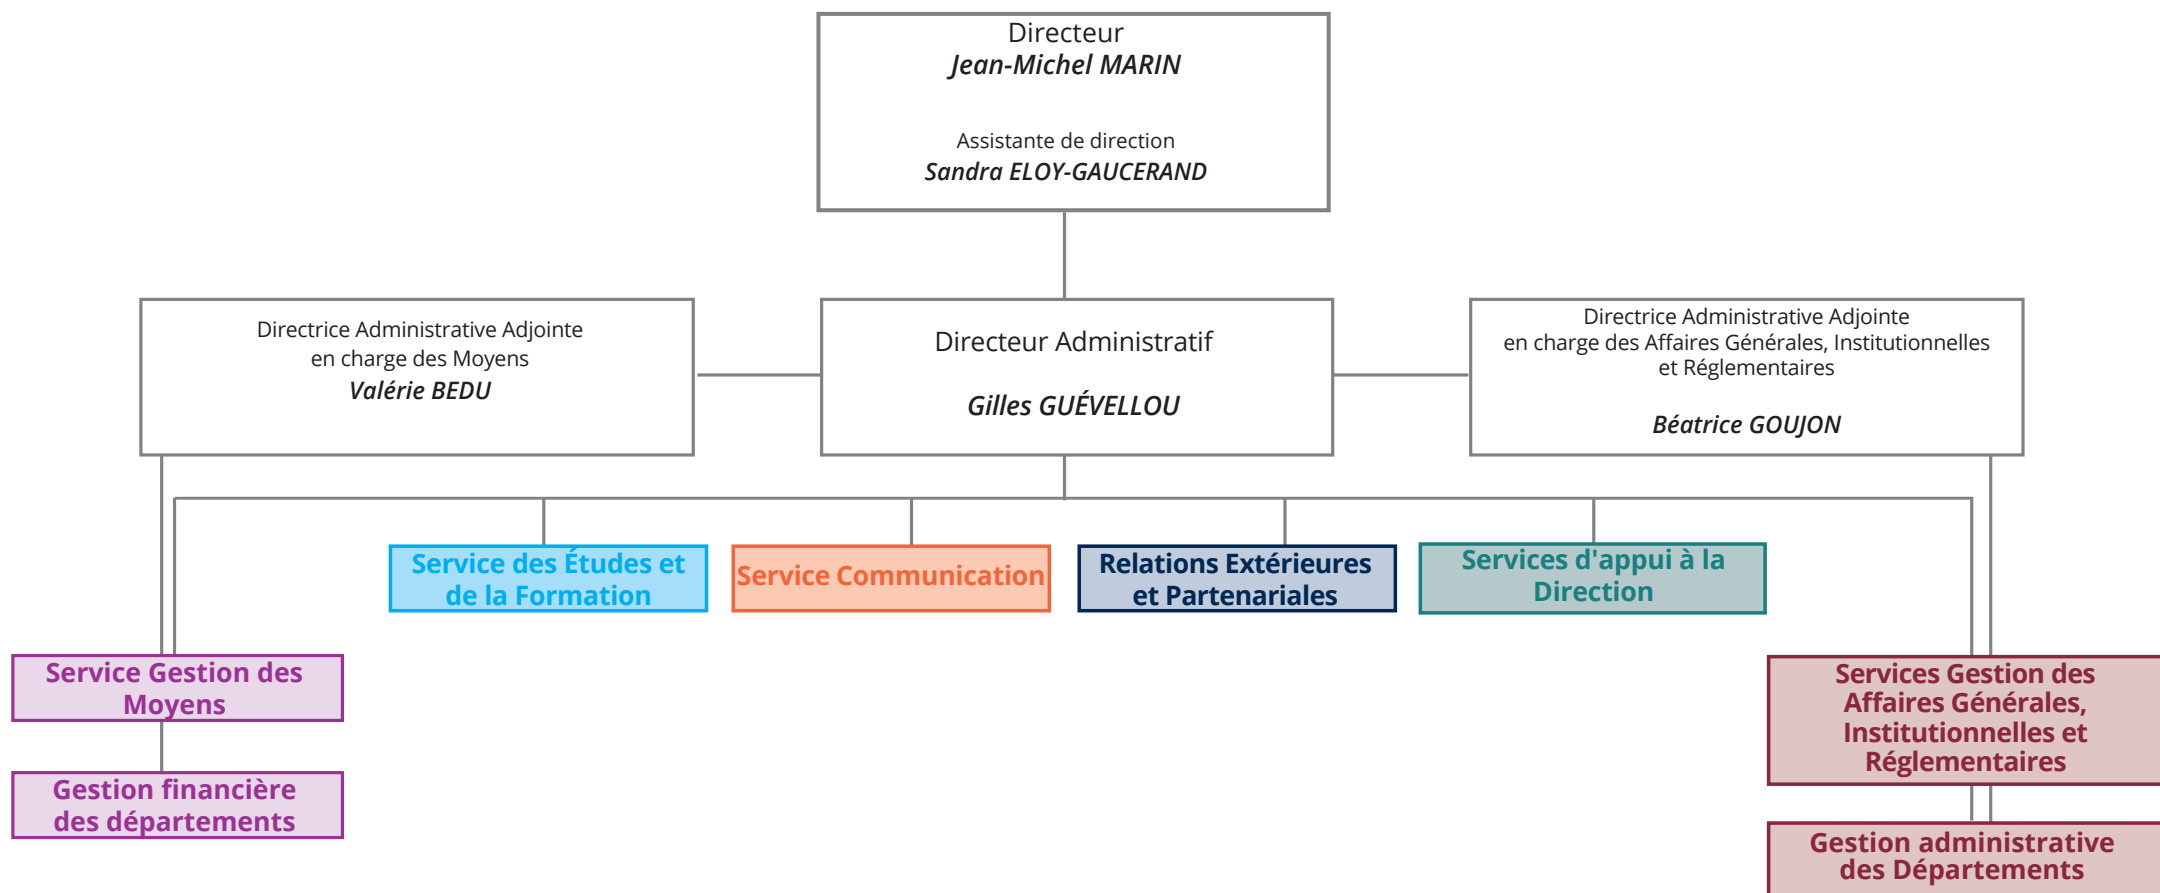 Directeur
Jean-Michel MARIN
Assistante de direction
Sandra ELOY-GAUCERAND
Directrice Administrative Adjointe
en charge des Moyens
Valérie BEDU
Directeur Administratif
Gilles GUÉVELLOU
Directrice Administrative Adjointe
en charge des Affaires Générales, Institutionnelles
et Réglementaires
Béatrice GOUJON
Service des Études et
de la Formation
Service Communication
Relations Extérieures
et Partenariales
Services d'appui à la
Direction
Service Gestion des
Moyens
Gestion financière
des départements
Services Gestion des
Affaires Générales,
Institutionnelles et
Réglementaires
Gestion administrative
des Départements